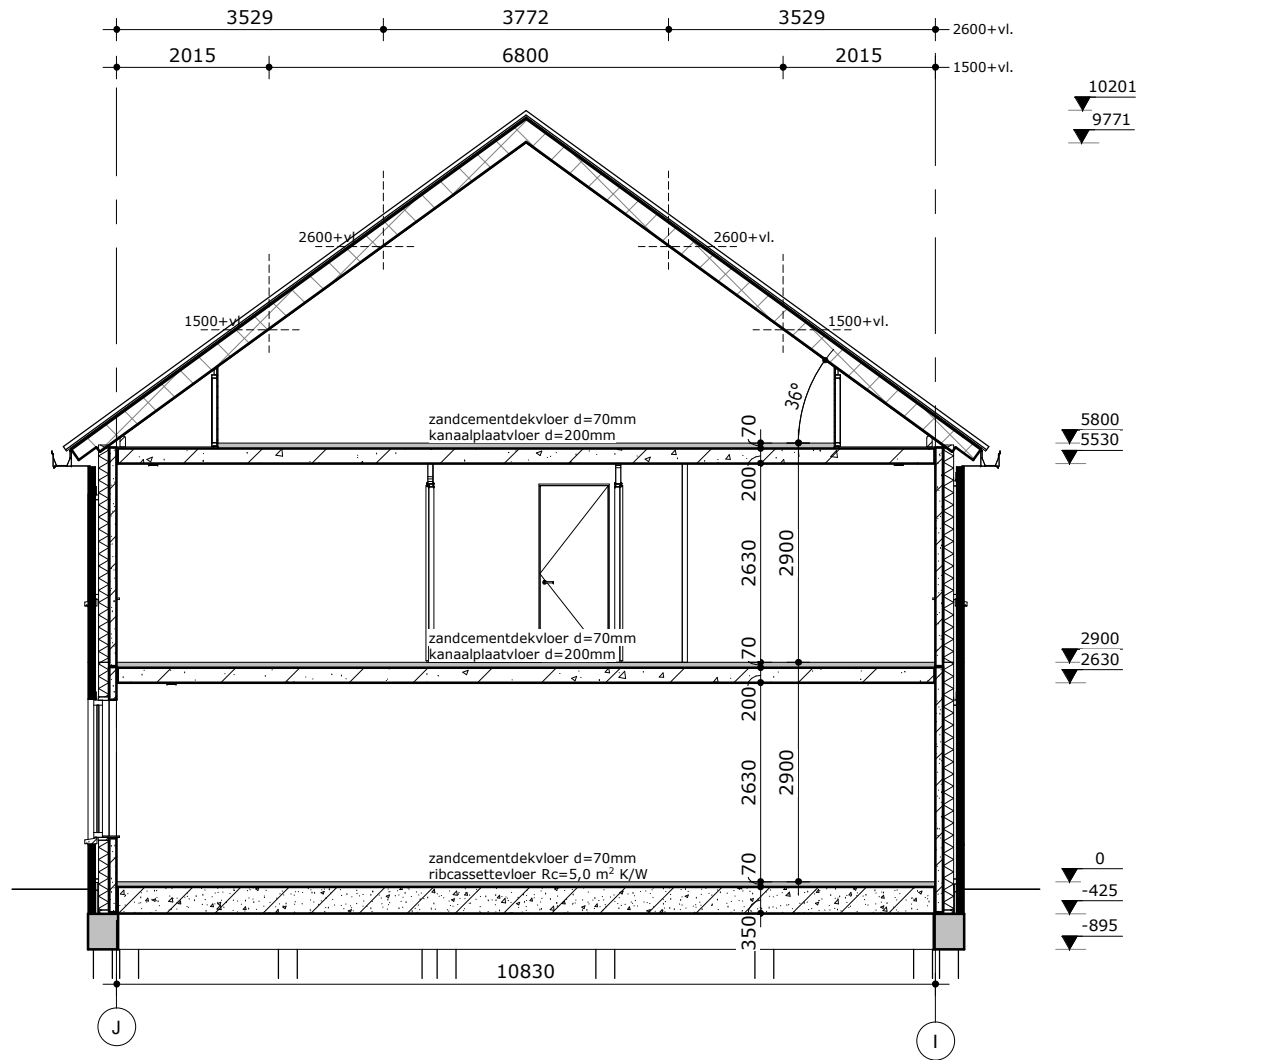 3529 3772 3529 2600+vl.
2015 6800 2015 1500+vl.
10201
9771
2600+vl. 2600+vl.
1500+vl. 1500+vl.
36°
zandcementdekvloer d=70mm
kanaalplaatvloer d=200mm
70
200
5800
5530
2630
2900
zandcementdekvloer d=70mm
kanaalplaatvloer d=200mm
70
200
2900
2630
2630
2900
zandcementdekvloer d=70mm
ribcassettevloer Rc=5,0 m² K/W
70
350
0
-425
-895
10830
J I